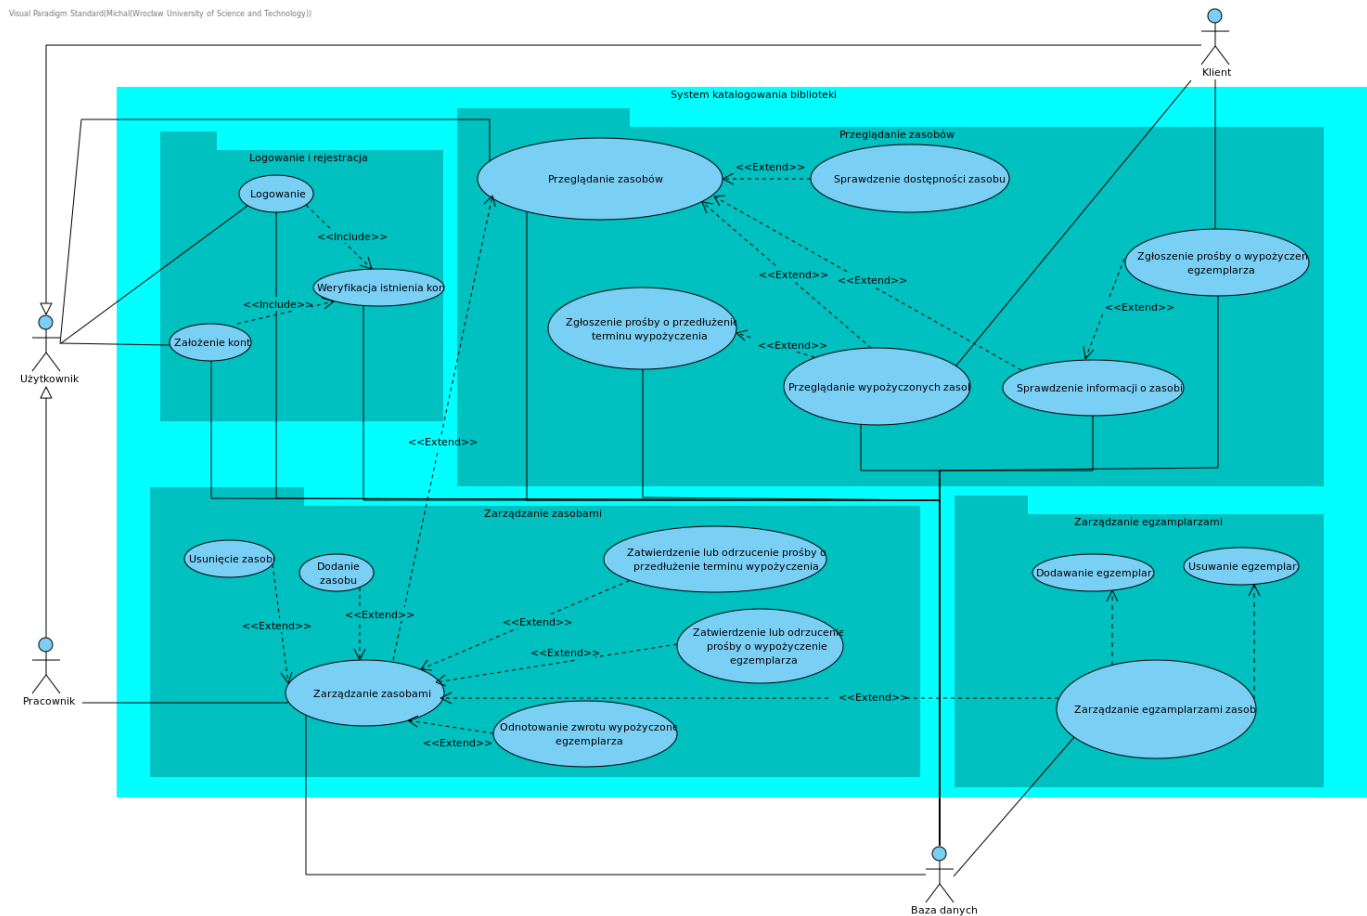 Visual Paradigm Standard(Michal(Wrocław University of Science and Technology))
Klient
System katalogowania biblioteki
Przeglądanie zasobów
Logowanie i rejestracja
Logowanie
Przeglądanie zasobów
<<Extend>>
Sprawdzenie dostępności zasobu
<<Include>>
Weryfikacja istnienia kon
<<Include>>
Założenie kont
Użytkownik
Zgłoszenie prośby o wypożyczen
egzemplarza
<<Extend>>
<<Extend>>
<<Extend>>
Zgłoszenie prośby o przedłużenie
terminu wypożyczenia
<<Extend>>
Przeglądanie wypożyczonych zasol
Sprawdzenie informacji o zasobi
<<Extend>>
Zarządzanie zasobami
Usunięcie zasob
Dodanie
zasobu
Zatwierdzenie lub odrzucenie prośby o
przedłużenie terminu wypożyczenia
<<Extend>>
<<Extend>>
<<Extend>>
Zatwierdzenie lub odrzucenie
prośby o wypożyczenie
egzemplarza
<<Extend>>
Zarządzanie zasobami
<<Extend>>
Odnotowanie zwrotu wypożyczone
egzemplarza
<<Extend>>
Pracownik
Zarządzanie egzamplarzami
Dodawanie egzemplar
Usuwanie egzemplar
Zarządzanie egzamplarzami zasob
Baza danych